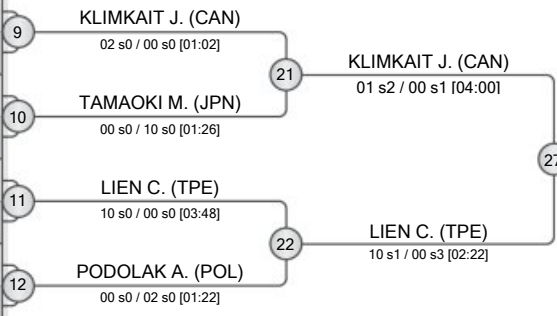 9
KLIMKAIT J. (CAN)
02 s0 / 00 s0 [01:02]
21
KLIMKAIT J. (CAN)
01 s2 / 00 s1 [04:00]
10
TAMAOKI M. (JPN)
00 s0 / 10 s0 [01:26]
27
11
LIEN C. (TPE)
10 s0 / 00 s0 [03:48]
22
LIEN C. (TPE)
10 s1 / 00 s3 [02:22]
12
PODOLAK A. (POL)
00 s0 / 02 s0 [01:22]